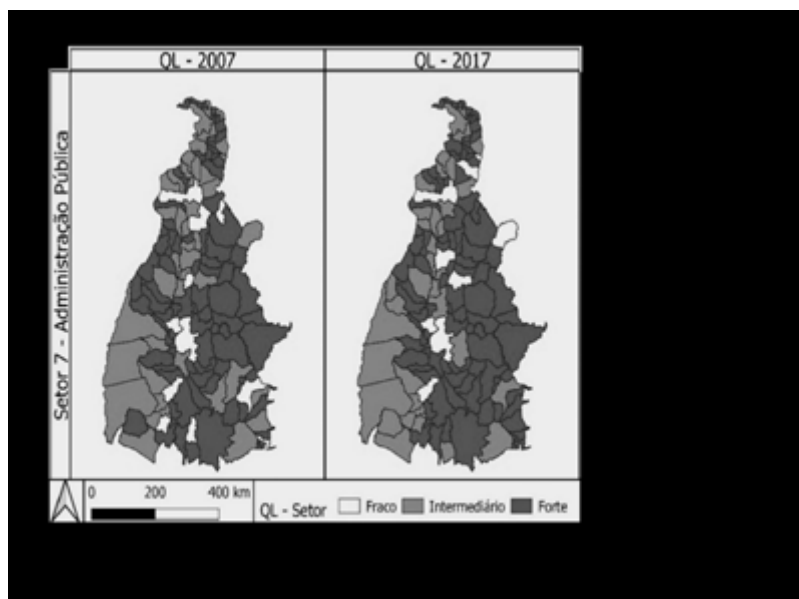 QL - 2007
QL - 2017
Setor 7 - Administração Pública
0 200 400 km
QL - Setor
Fraco
Intermediário
Forte